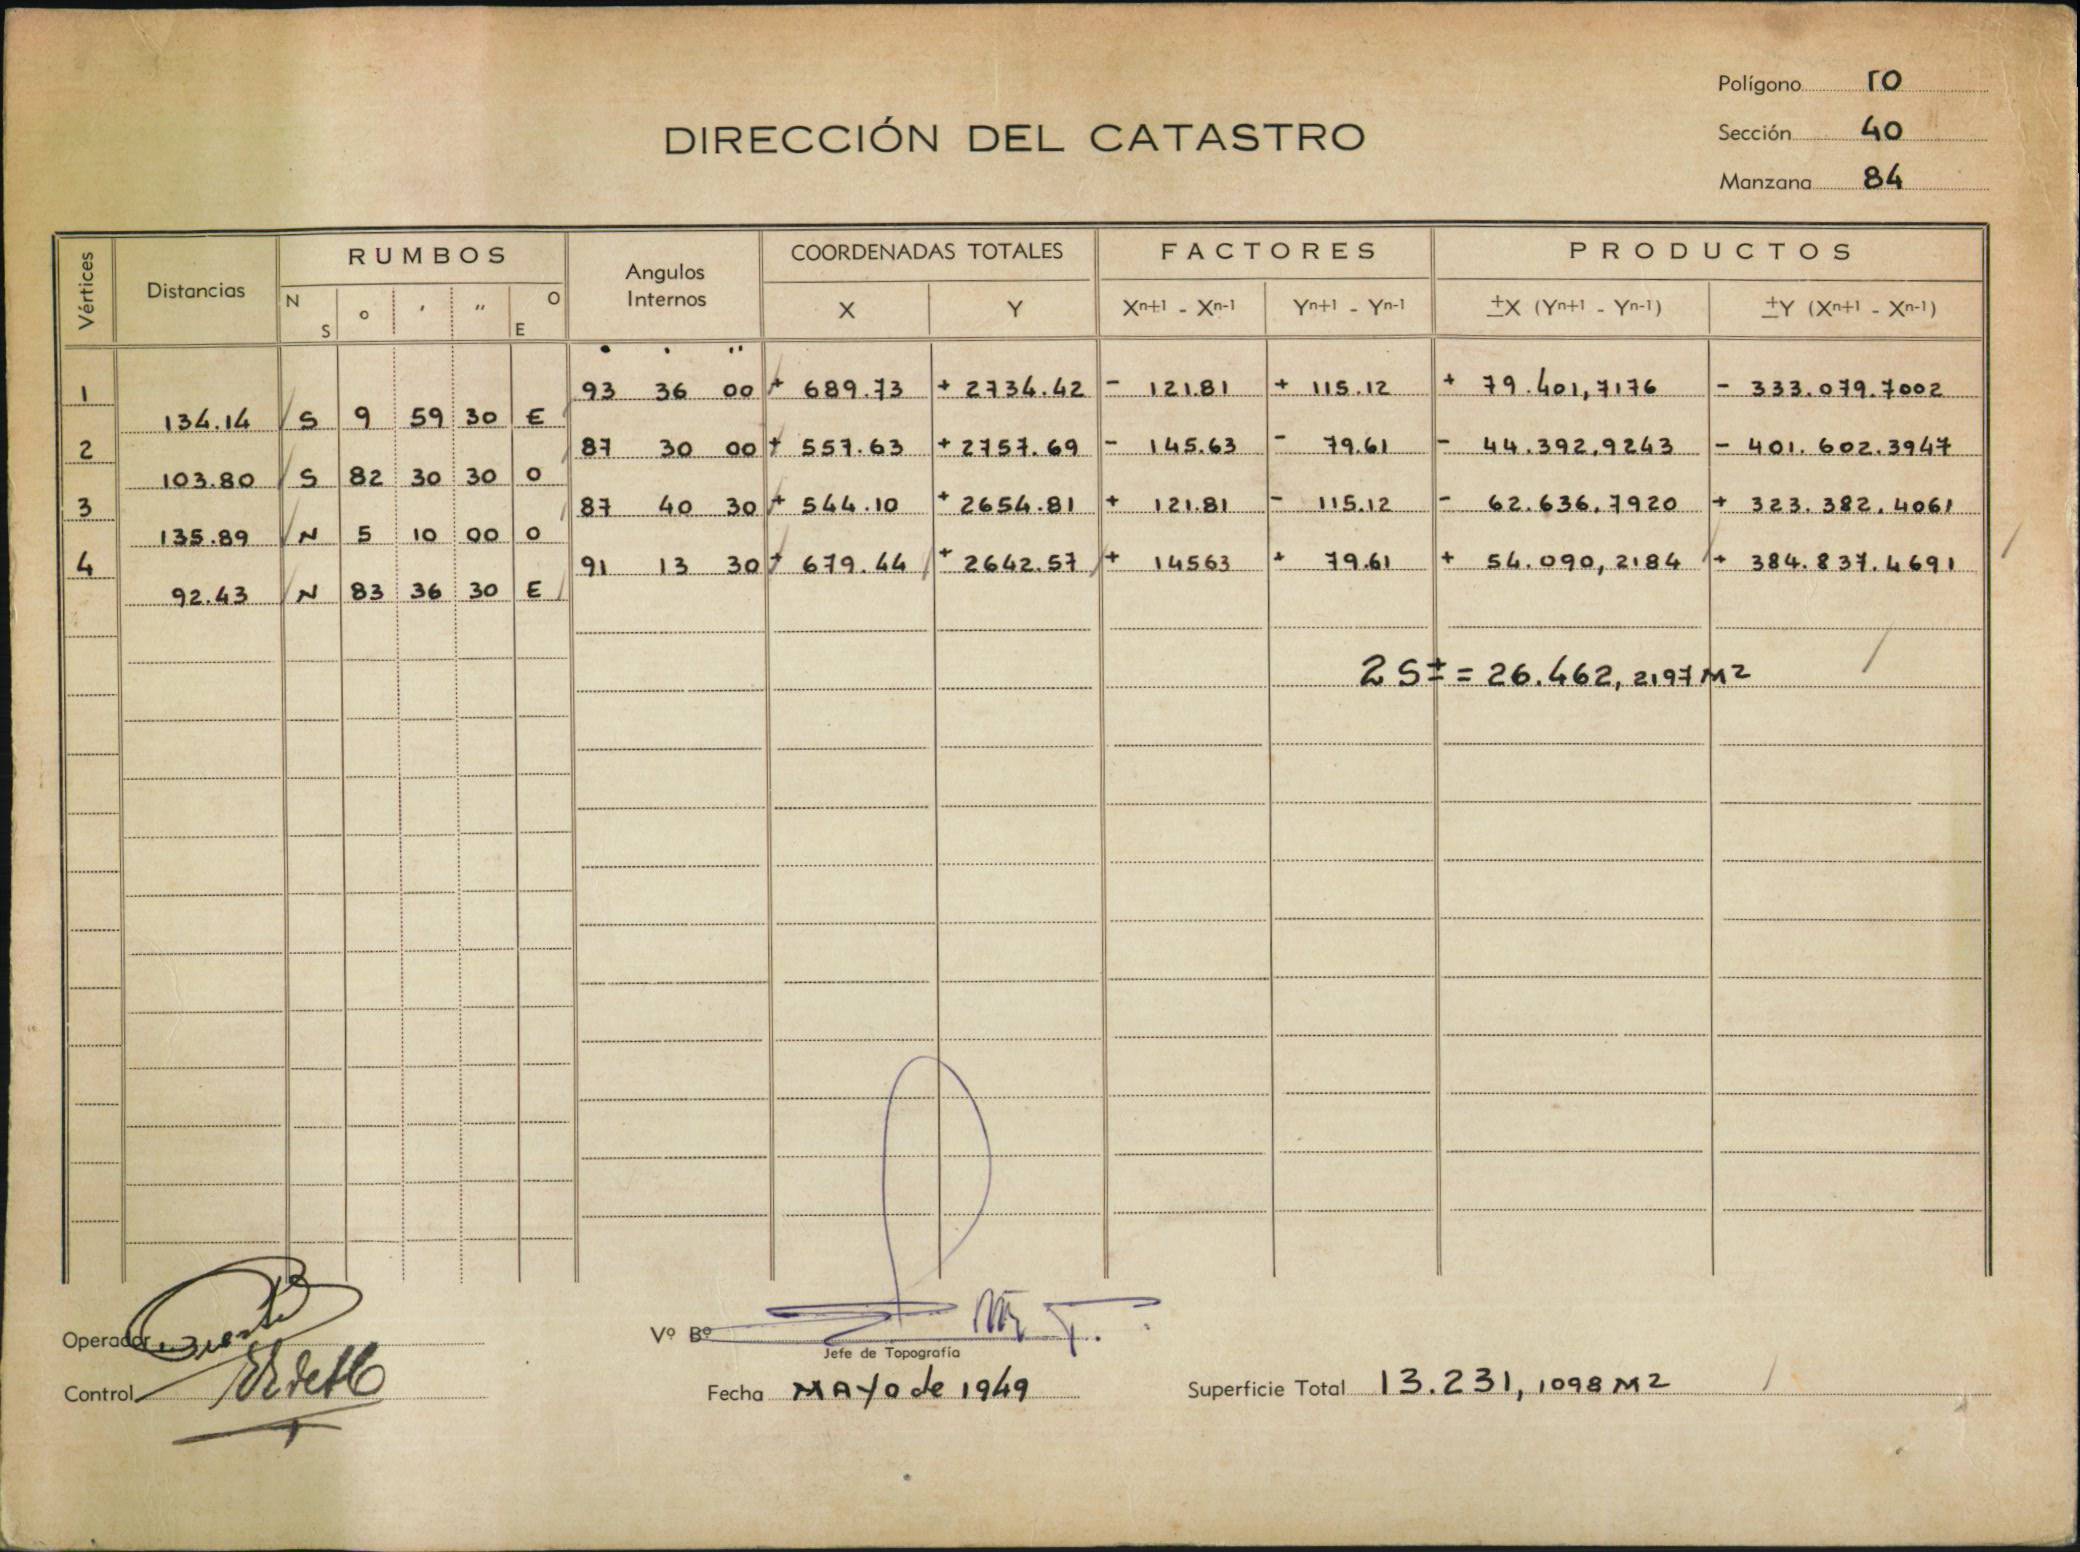 Polígono 10
DIRECCIÓN DEL CATASTRO
Sección 40
Manzana 84
Vértices Distancias RUMBOS Angulos Internos COORDENADAS TOTALES FACTORES PRODUCTOS
N S ° ' " O E X Y Xn+1 - Xn-1 Yn+1 - Yn-1 ±X (Yn+1 - Yn-1) ±Y (Xn+1 - Xn-1)
° ' "
1 93 36 00 + 689.73 + 2734.42 - 121.81 + 115.12 + 79.401,7176 - 333.079.7002
134.14 S 9 59 30 E
2 87 30 00 + 557.63 + 2757.69 - 145.63 - 79.61 - 44.392,9243 - 401.602.3947
103.80 S 82 30 30 O
3 87 40 30 + 544.10 + 2654.81 + 121.81 - 115.12 - 62.636,7920 + 323.382.4061
135.89 N 5 10 00 O
4 91 13 30 + 679.44 + 2642.57 + 14563 + 79.61 + 54.090,2184 + 384.837.4691
92.43 N 83 36 30 E
2 S ± = 26.462,2197 M2
Operador
Vº Bº
Jefe de Topografía
Control
Fecha MAYO de 1949
Superficie Total 13.231,1098 M2